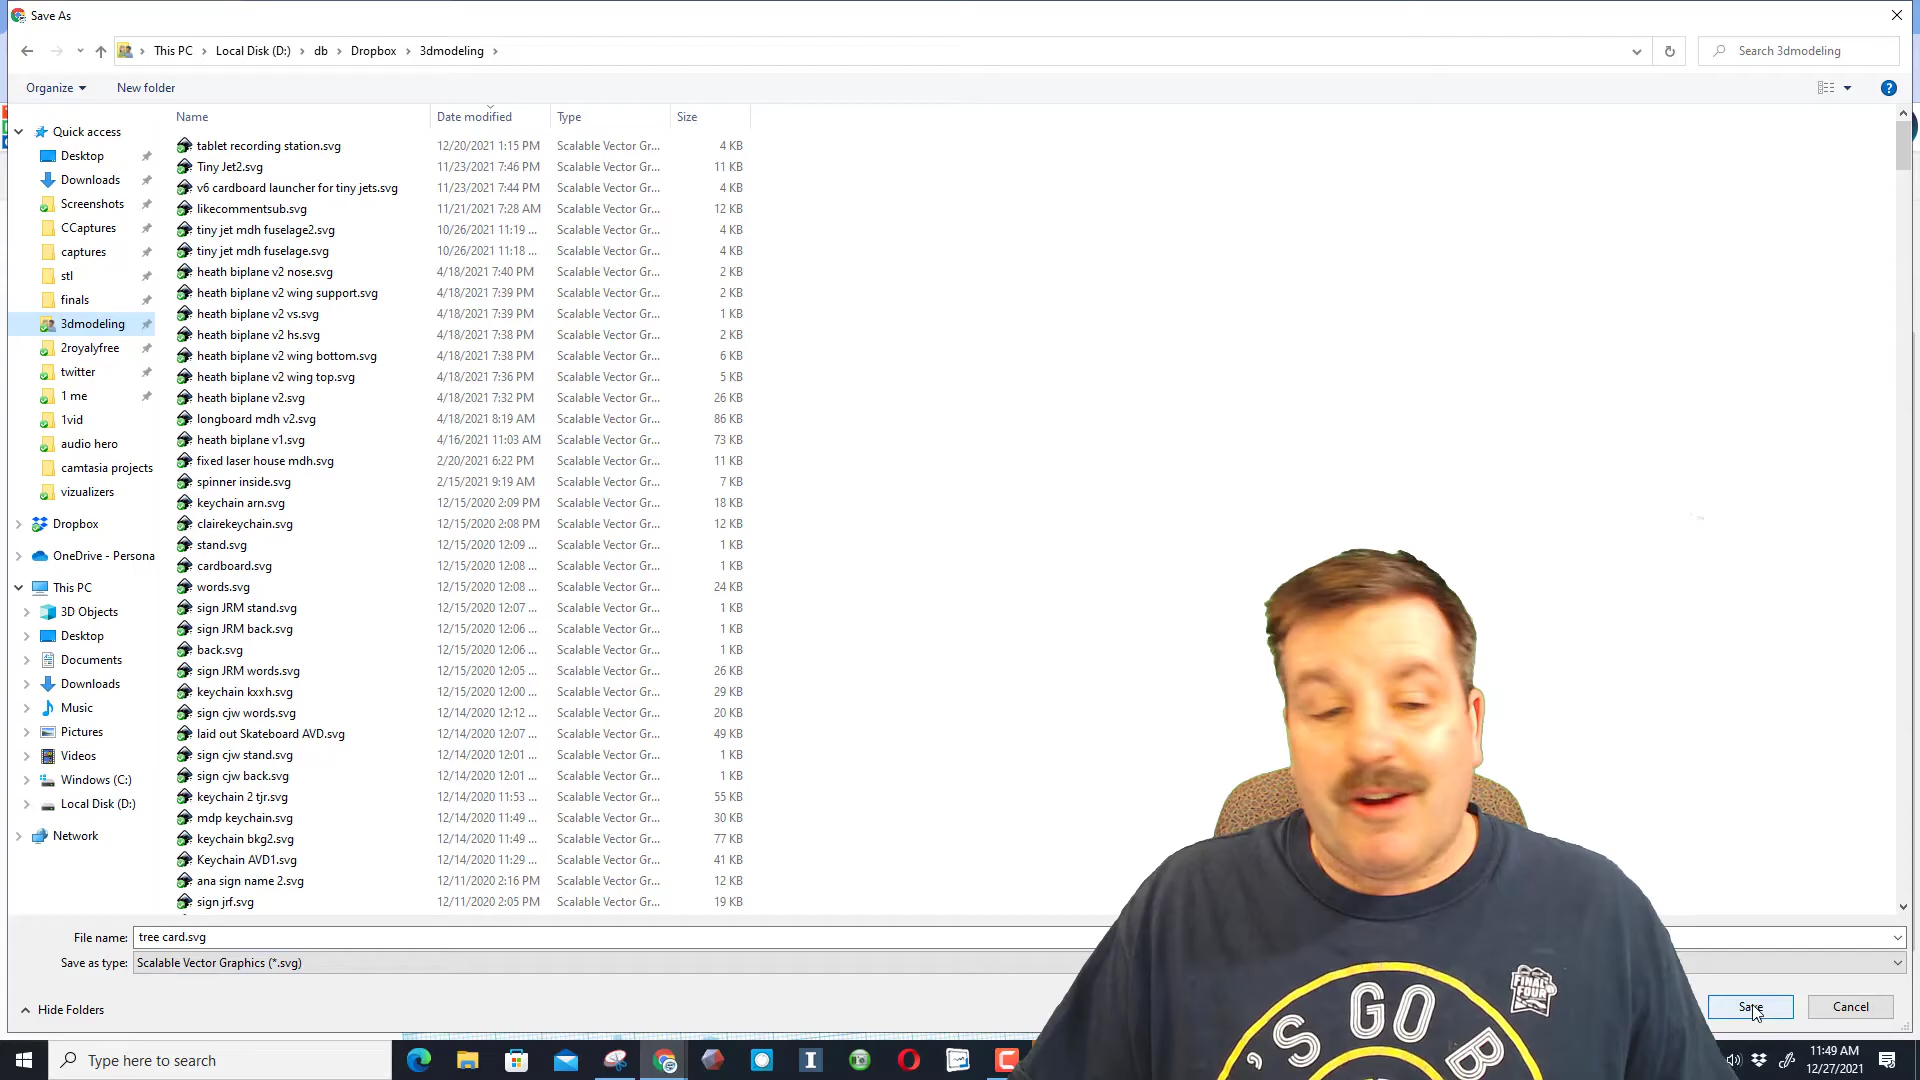 Save As
This PC > Local Disk (D:) > db > Dropbox > 3dmodeling >
Search 3dmodeling
Organize
New folder
Name
Date modified
Type
Size
Quick access
Desktop
Downloads
Screenshots
CCaptures
captures
stl
finals
3dmodeling
2royalyfree
twitter
1 me
1vid
audio hero
camtasia projects
vizualizers
Dropbox
OneDrive - Persona
This PC
3D Objects
Desktop
Documents
Downloads
Music
Pictures
Videos
Windows (C:)
Local Disk (D:)
Network
tablet recording station.svg 12/20/2021 1:15 PM Scalable Vector Gr... 4 KB
Tiny Jet2.svg 11/23/2021 7:46 PM Scalable Vector Gr... 11 KB
v6 cardboard launcher for tiny jets.svg 11/23/2021 7:44 PM Scalable Vector Gr... 4 KB
likecommentsub.svg 11/21/2021 7:28 AM Scalable Vector Gr... 12 KB
tiny jet mdh fuselage2.svg 10/26/2021 11:19 ... Scalable Vector Gr... 4 KB
tiny jet mdh fuselage.svg 10/26/2021 11:18 ... Scalable Vector Gr... 4 KB
heath biplane v2 nose.svg 4/18/2021 7:40 PM Scalable Vector Gr... 2 KB
heath biplane v2 wing support.svg 4/18/2021 7:39 PM Scalable Vector Gr... 2 KB
heath biplane v2 vs.svg 4/18/2021 7:39 PM Scalable Vector Gr... 1 KB
heath biplane v2 hs.svg 4/18/2021 7:38 PM Scalable Vector Gr... 2 KB
heath biplane v2 wing bottom.svg 4/18/2021 7:38 PM Scalable Vector Gr... 6 KB
heath biplane v2 wing top.svg 4/18/2021 7:36 PM Scalable Vector Gr... 5 KB
heath biplane v2.svg 4/18/2021 7:32 PM Scalable Vector Gr... 26 KB
longboard mdh v2.svg 4/18/2021 8:19 AM Scalable Vector Gr... 86 KB
heath biplane v1.svg 4/16/2021 11:03 AM Scalable Vector Gr... 73 KB
fixed laser house mdh.svg 2/20/2021 6:22 PM Scalable Vector Gr... 11 KB
spinner inside.svg 2/15/2021 9:19 AM Scalable Vector Gr... 7 KB
keychain arn.svg 12/15/2020 2:09 PM Scalable Vector Gr... 18 KB
clairekeychain.svg 12/15/2020 2:08 PM Scalable Vector Gr... 12 KB
stand.svg 12/15/2020 12:09 ... Scalable Vector Gr... 1 KB
cardboard.svg 12/15/2020 12:08 ... Scalable Vector Gr... 1 KB
words.svg 12/15/2020 12:08 ... Scalable Vector Gr... 24 KB
sign JRM stand.svg 12/15/2020 12:07 ... Scalable Vector Gr... 1 KB
sign JRM back.svg 12/15/2020 12:06 ... Scalable Vector Gr... 1 KB
back.svg 12/15/2020 12:06 ... Scalable Vector Gr... 1 KB
sign JRM words.svg 12/15/2020 12:05 ... Scalable Vector Gr... 26 KB
keychain kxxh.svg 12/15/2020 12:00 ... Scalable Vector Gr... 29 KB
sign cjw words.svg 12/14/2020 12:12 ... Scalable Vector Gr... 20 KB
laid out Skateboard AVD.svg 12/14/2020 12:07 ... Scalable Vector Gr... 49 KB
sign cjw stand.svg 12/14/2020 12:01 ... Scalable Vector Gr... 1 KB
sign cjw back.svg 12/14/2020 12:01 ... Scalable Vector Gr... 1 KB
keychain 2 tjr.svg 12/14/2020 11:53 ... Scalable Vector Gr... 55 KB
mdp keychain.svg 12/14/2020 11:49 ... Scalable Vector Gr... 30 KB
keychain bkg2.svg 12/14/2020 11:49 ... Scalable Vector Gr... 77 KB
Keychain AVD1.svg 12/14/2020 11:29 ... Scalable Vector Gr... 41 KB
ana sign name 2.svg 12/11/2020 2:16 PM Scalable Vector Gr... 12 KB
sign jrf.svg 12/11/2020 2:05 PM Scalable Vector Gr... 19 KB
File name: tree card.svg
Save as type: Scalable Vector Graphics (*.svg)
Hide Folders
Save
Cancel
'S GO B
FINAL
FOUR
Type here to search
11:49 AM
12/27/2021